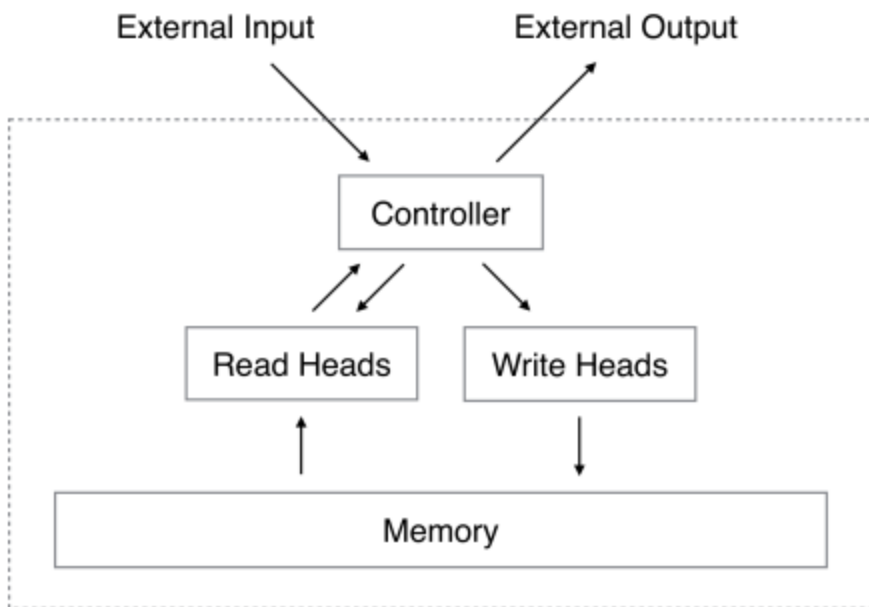 External Input
External Output
Controller
Read Heads
Write Heads
Memory